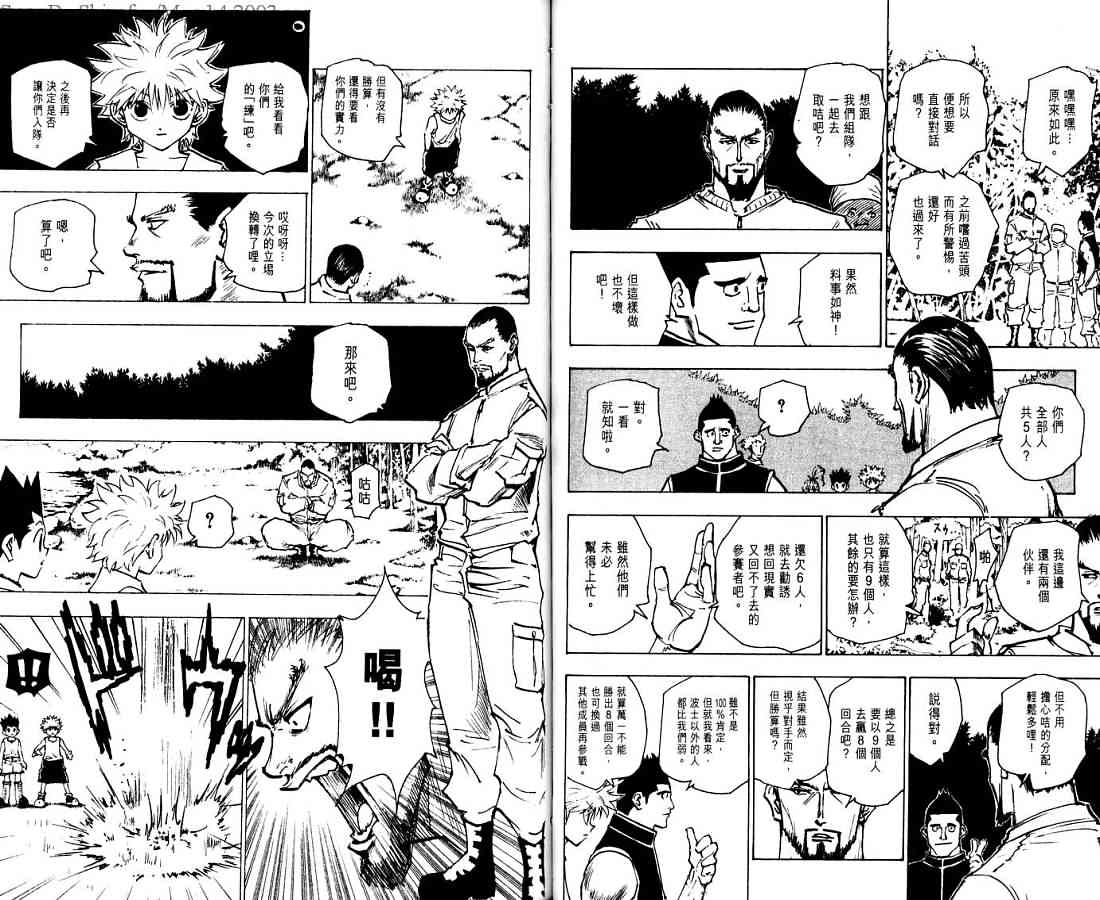 嘿嘿嘿…
原來如此。
所以
便想要
直接對話
嗎？
之前嚐過苦頭
而有所警惕，
還好
也過來了。
想跟
我們組隊，
一起去
取咭吧？
果然
料事如神！
但這樣做
也不壞
吧！
你們
全部人
共5人？
？
對。
一看
就知啦。
我這邊
還有兩個
伙伴。
啪
就算這樣，
也只有9個人，
其餘的要怎辦？
還欠6人，
就去勸誘
想回現實
又回不了去的
參賽者吧。
雖然他們
未必
幫得上忙。
但不用
擔心咭的分配，
輕鬆多哩！
說得對。
總之是
要以9個人
去贏8個
回合吧？
結果雖然
視乎對手而定，
但勝算嗎？
雖不是
100%肯定，
但就我看來，
波士以外的人
都比我們弱。
就算萬一不能
勝出8個回合，
也可換過
其他成員再參戰。
但有沒有
勝算，
還得要看
你們的實力
給我看看
你們
的「練」吧。
之後再
決定是否
讓你們入隊。
哎呀呀…
今次的立場
換轉了哩。
嗯，
算了吧。
那來吧。
咕咕
？
喝!!
!!